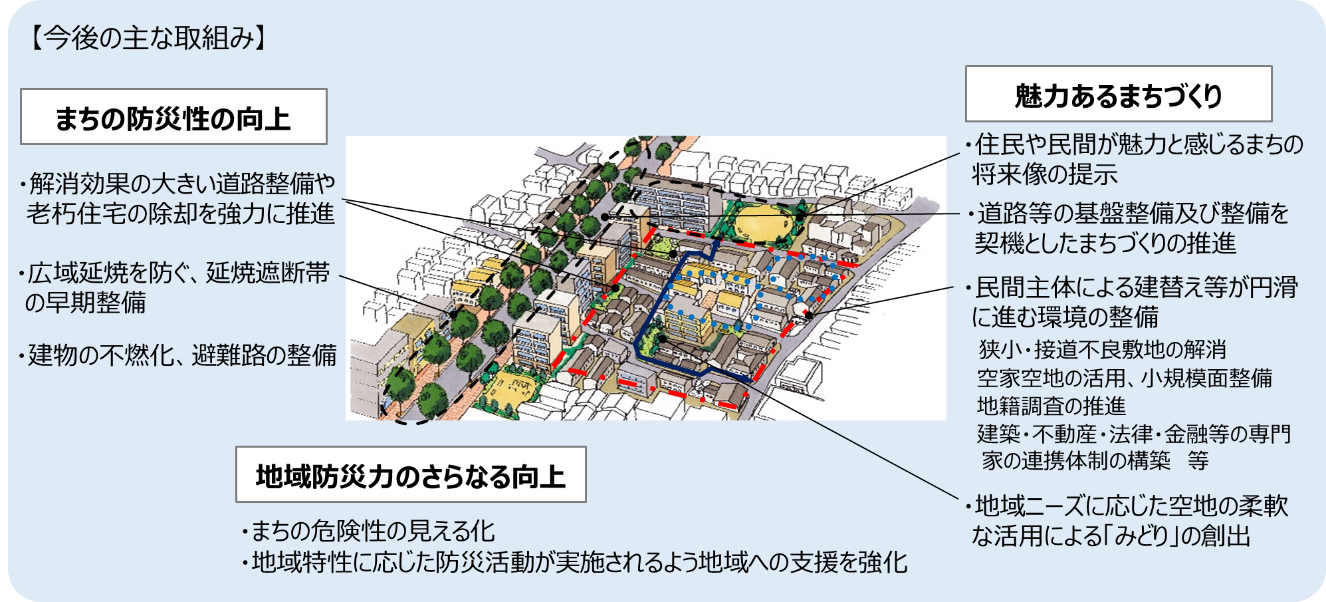 【今後の主な取組み】
まちの防災性の向上
・解消効果の大きい道路整備や
老朽住宅の除却を強力に推進
・広域延焼を防ぐ、延焼遮断帯
の早期整備
・建物の不燃化、避難路の整備
魅力あるまちづくり
・住民や民間が魅力と感じるまちの
将来像の提示
・道路等の基盤整備及び整備を
契機としたまちづくりの推進
・民間主体による建替え等が円滑
に進む環境の整備
狭小・接道不良敷地の解消
空家空地の活用、小規模面整備
地籍調査の推進
建築・不動産・法律・金融等の専門
家の連携体制の構築　等
・地域ニーズに応じた空地の柔軟
な活用による「みどり」の創出
地域防災力のさらなる向上
・まちの危険性の見える化
・地域特性に応じた防災活動が実施されるよう地域への支援を強化